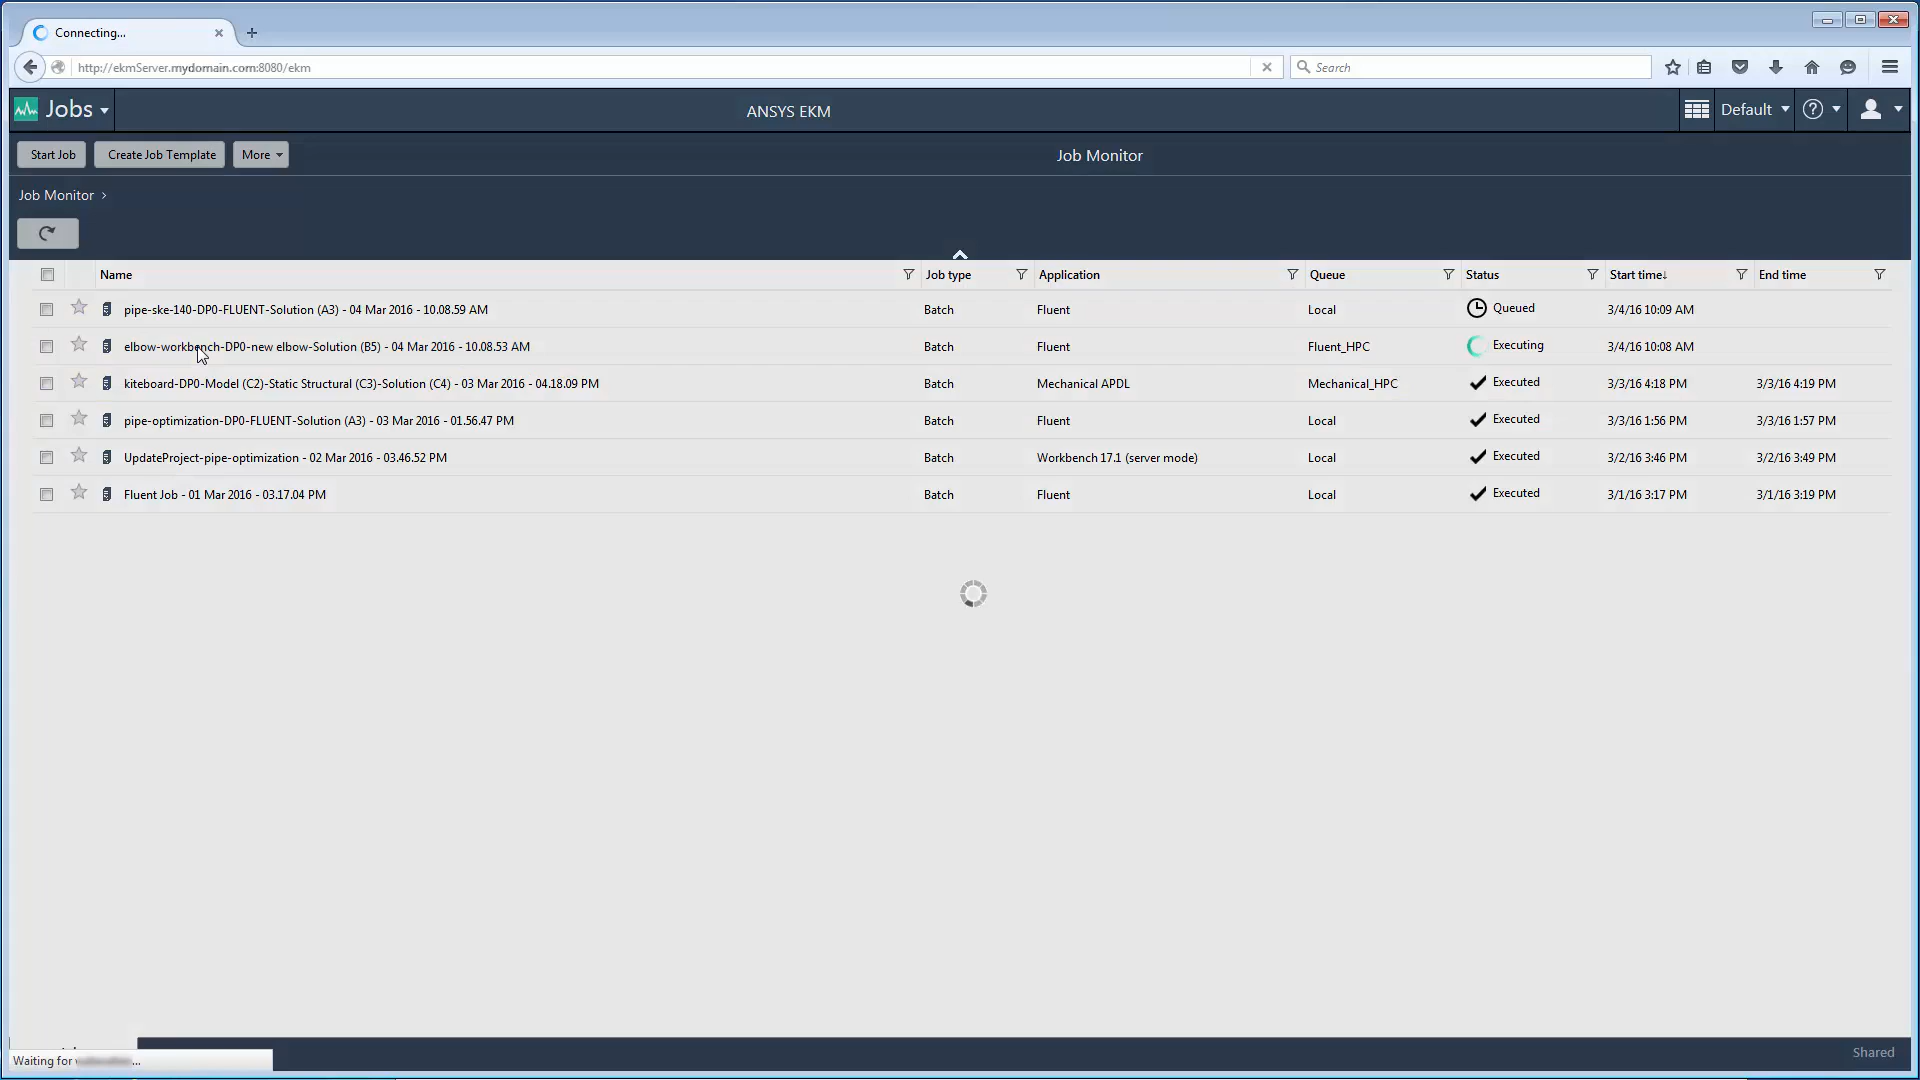 Connecting...
http://ekmServer.mydomain.com:8080/ekm
Search
Jobs
ANSYS EKM
Default
Start Job
Create Job Template
More
Job Monitor
Job Monitor ›
Name Job type Application Queue Status Start time↓ End time
pipe-ske-140-DP0-FLUENT-Solution (A3) - 04 Mar 2016 - 10.08.59 AM Batch Fluent Local Queued 3/4/16 10:09 AM
elbow-workbench-DP0-new elbow-Solution (B5) - 04 Mar 2016 - 10.08.53 AM Batch Fluent Fluent_HPC Executing 3/4/16 10:08 AM
kiteboard-DP0-Model (C2)-Static Structural (C3)-Solution (C4) - 03 Mar 2016 - 04.18.09 PM Batch Mechanical APDL Mechanical_HPC Executed 3/3/16 4:18 PM 3/3/16 4:19 PM
pipe-optimization-DP0-FLUENT-Solution (A3) - 03 Mar 2016 - 01.56.47 PM Batch Fluent Local Executed 3/3/16 1:56 PM 3/3/16 1:57 PM
UpdateProject-pipe-optimization - 02 Mar 2016 - 03.46.52 PM Batch Workbench 17.1 (server mode) Local Executed 3/2/16 3:46 PM 3/2/16 3:49 PM
Fluent Job - 01 Mar 2016 - 03.17.04 PM Batch Fluent Local Executed 3/1/16 3:17 PM 3/1/16 3:19 PM
Waiting for ...
Shared